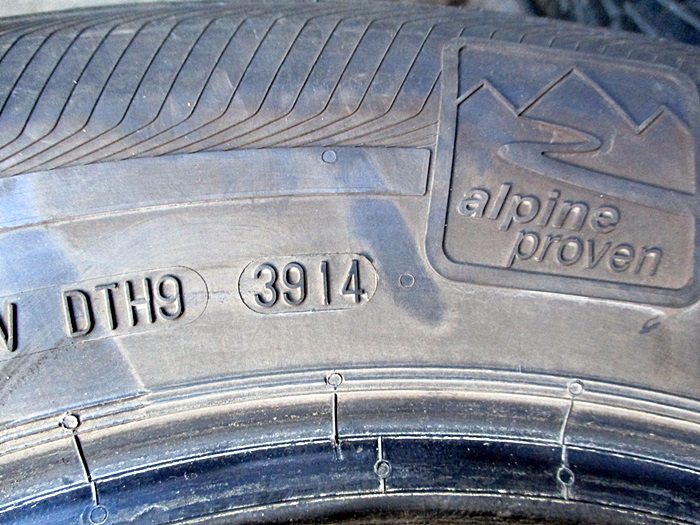 alpine
proven
DTH9 3914